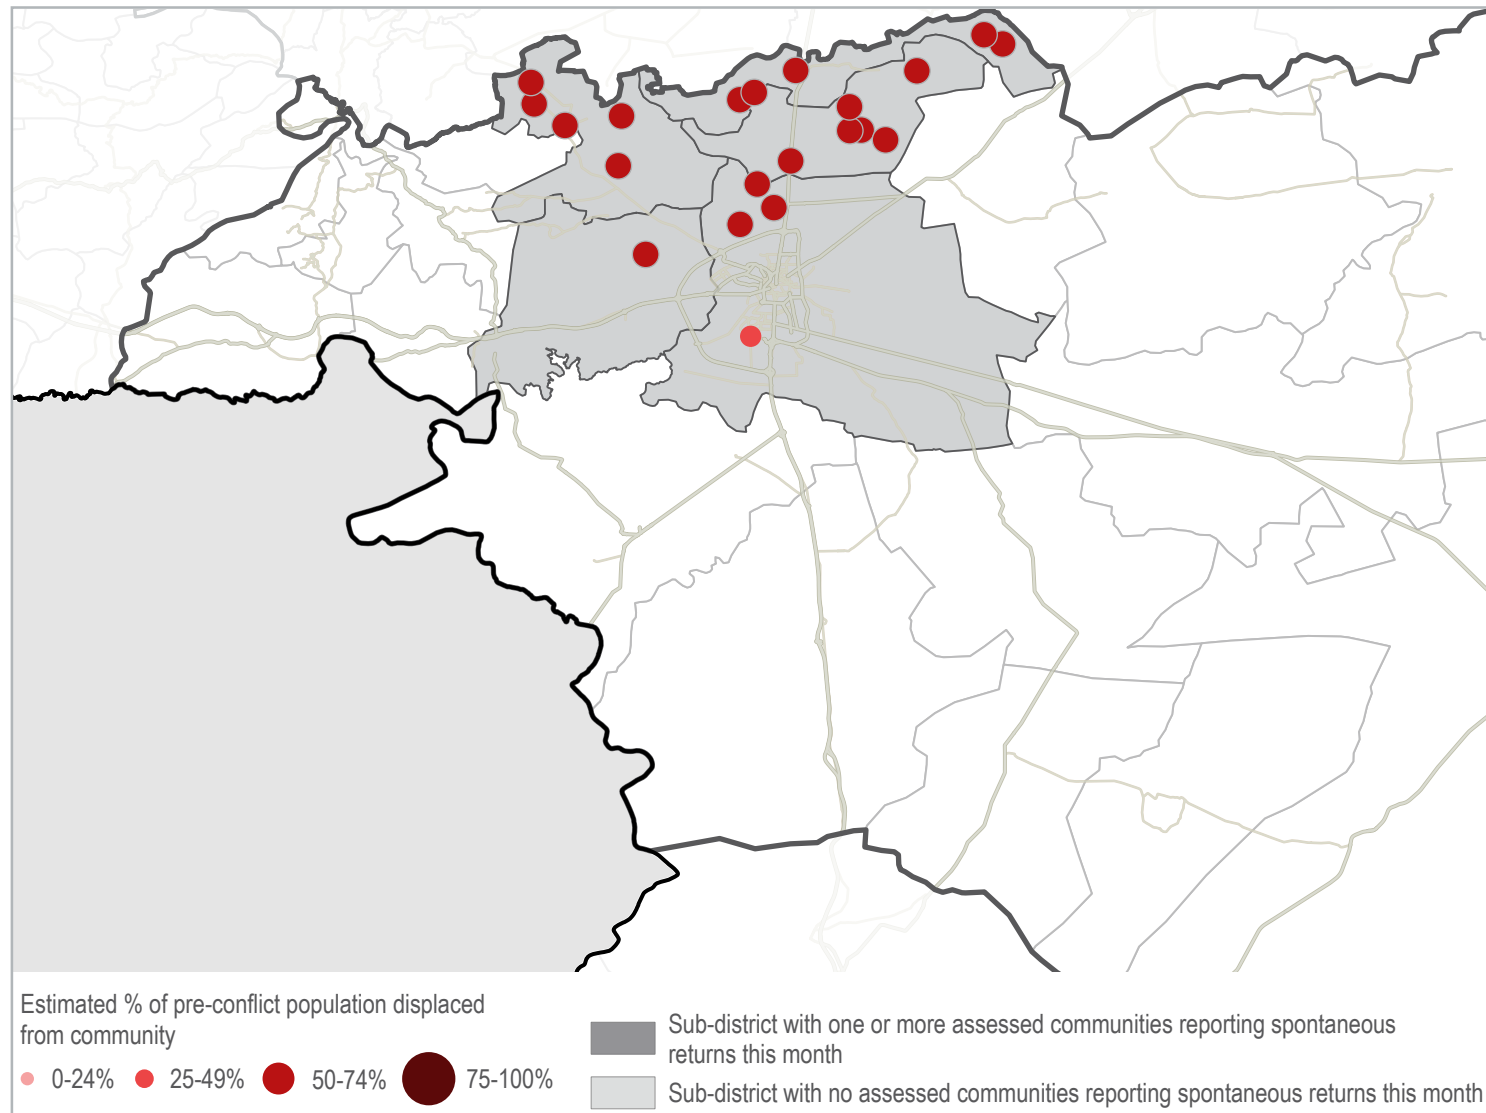 Estimated % of pre-conflict population displaced
from community
0-24%
25-49%
50-74%
75-100%
Sub-district with one or more assessed communities reporting spontaneous
returns this month
Sub-district with no assessed communities reporting spontaneous returns this month